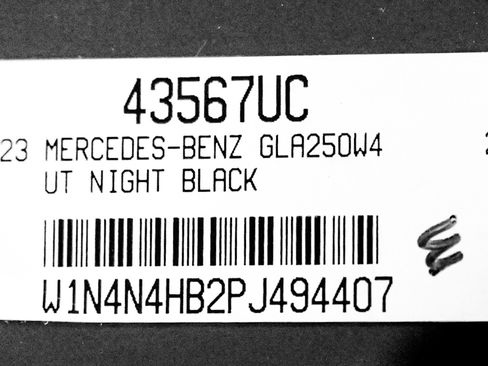 43567UC
23 MERCEDES-BENZ GLA250W4
UT NIGHT BLACK
W1N4N4HB2PJ494407